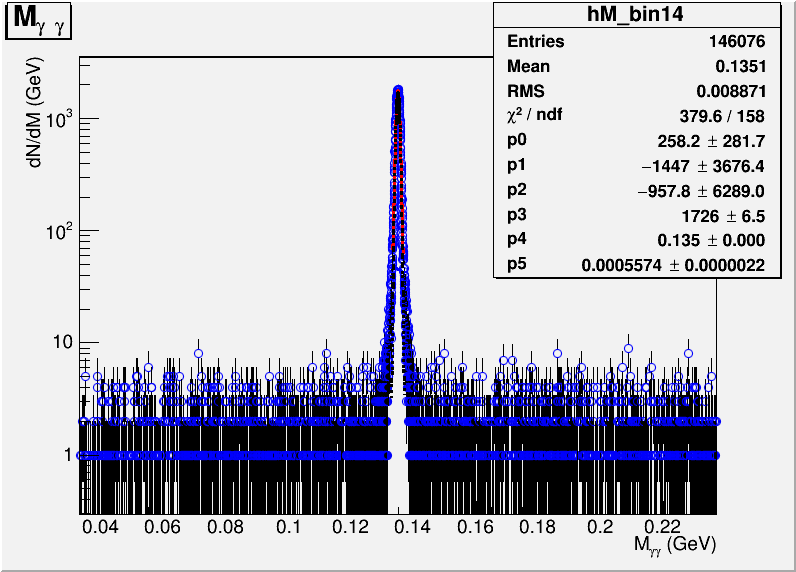 M γ γ
hM_bin14
Entries 146076
Mean 0.1351
RMS 0.008871
χ² / ndf 379.6 / 158
p0 258.2 ± 281.7
p1 −1447 ± 3676.4
p2 −957.8 ± 6289.0
p3 1726 ± 6.5
p4 0.135 ± 0.000
p5 0.0005574 ± 0.0000022
dN/dM (GeV)
10³
10²
10
1
0.04 0.06 0.08 0.1 0.12 0.14 0.16 0.18 0.2 0.22
Mγγ (GeV)